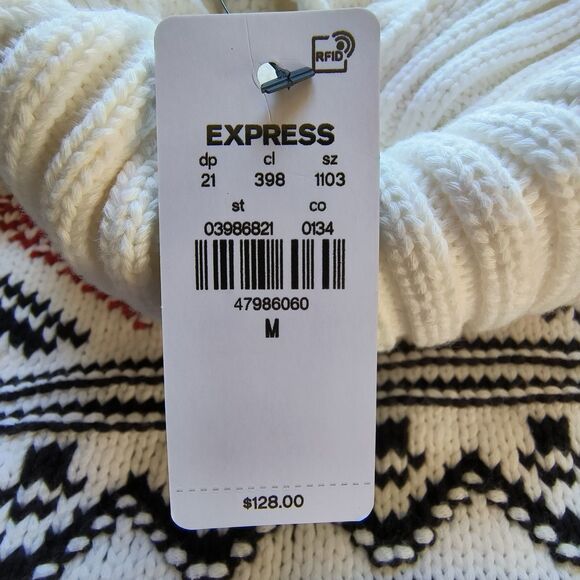 RFID
EXPRESS
dp cl sz
21 398 1103
st co
03986821 0134
47986060
M
$128.00